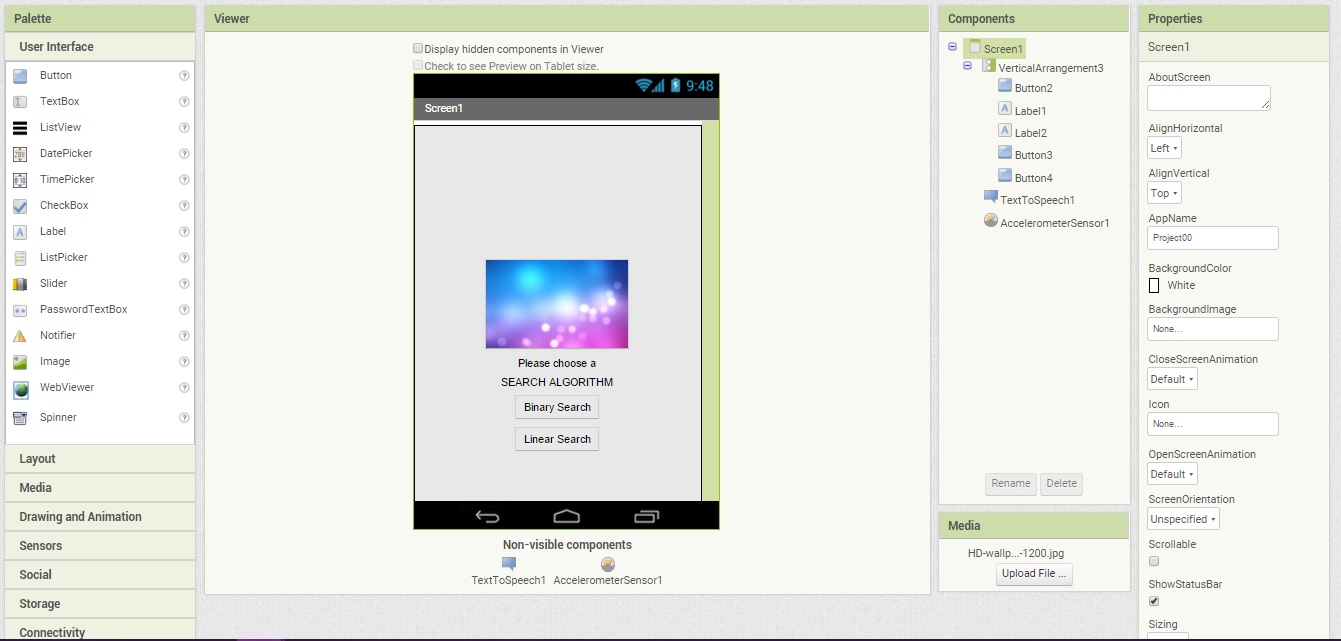 Palette
User Interface
Button
TextBox
ListView
DatePicker
TimePicker
CheckBox
Label
ListPicker
Slider
PasswordTextBox
Notifier
Image
WebViewer
Spinner
Layout
Media
Drawing and Animation
Sensors
Social
Storage
Connectivity
Viewer
Display hidden components in Viewer
Check to see Preview on Tablet size.
9:48
Screen1
Please choose a
SEARCH ALGORITHM
Binary Search
Linear Search
Non-visible components
TextToSpeech1 AccelerometerSensor1
Components
Screen1
VerticalArrangement3
Button2
Label1
Label2
Button3
Button4
TextToSpeech1
AccelerometerSensor1
Rename Delete
Media
HD-wallp...-1200.jpg
Upload File ...
Properties
Screen1
AboutScreen
AlignHorizontal
Left
AlignVertical
Top
AppName
Project00
BackgroundColor
White
BackgroundImage
None...
CloseScreenAnimation
Default
Icon
None...
OpenScreenAnimation
Default
ScreenOrientation
Unspecified
Scrollable
ShowStatusBar
Sizing